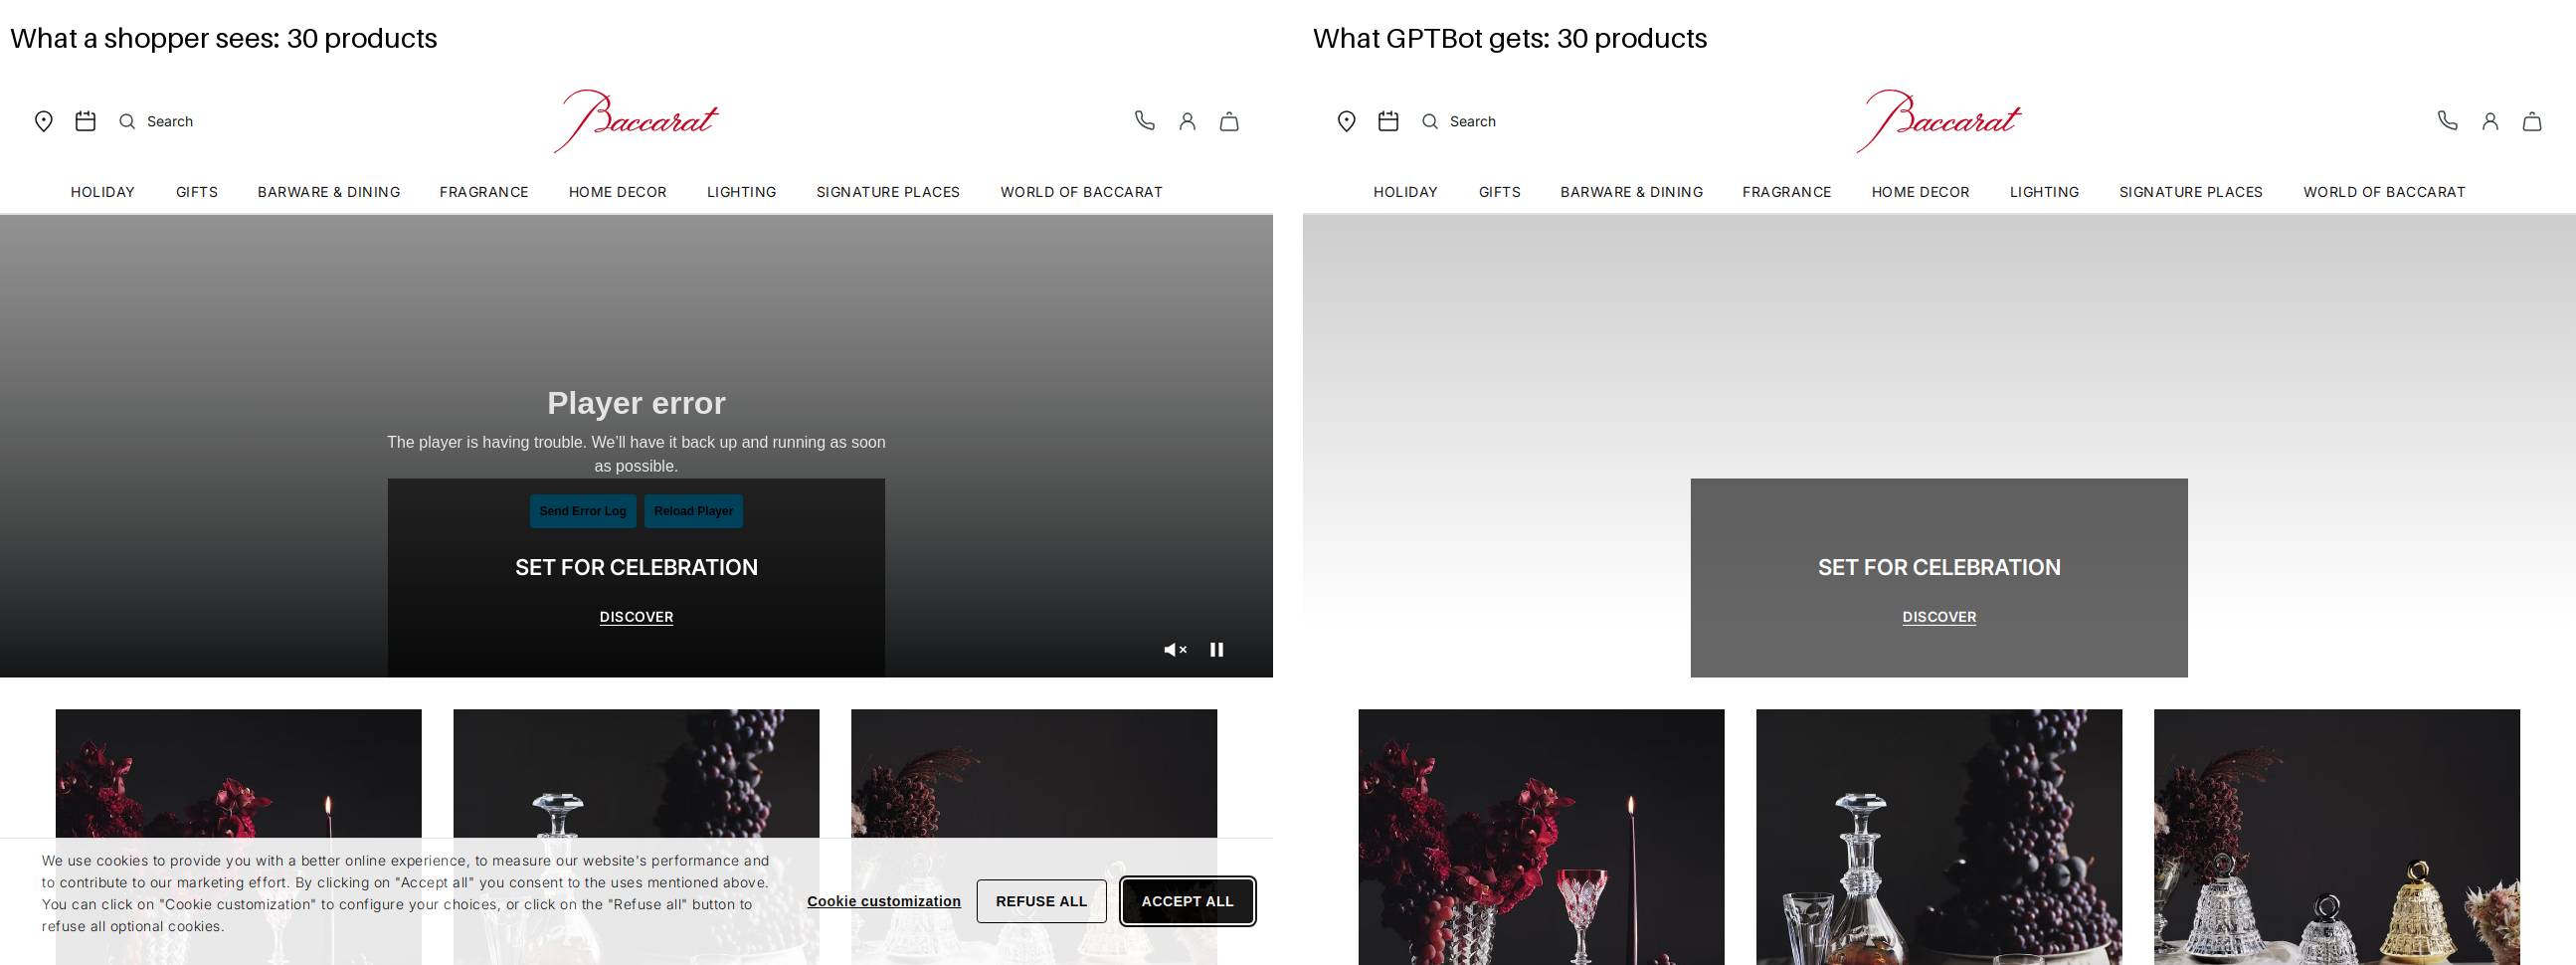 What a shopper sees: 30 products
Search
Baccarat
HOLIDAY GIFTS BARWARE & DINING FRAGRANCE HOME DECOR LIGHTING SIGNATURE PLACES WORLD OF BACCARAT
Player error
The player is having trouble. We’ll have it back up and running as soon
as possible.
Send Error Log Reload Player
SET FOR CELEBRATION
DISCOVER
We use cookies to provide you with a better online experience, to measure our website's performance and
to contribute to our marketing effort. By clicking on "Accept all" you consent to the uses mentioned above.
You can click on "Cookie customization" to configure your choices, or click on the "Refuse all" button to
refuse all optional cookies.
Cookie customization REFUSE ALL ACCEPT ALL
What GPTBot gets: 30 products
Search
Baccarat
HOLIDAY GIFTS BARWARE & DINING FRAGRANCE HOME DECOR LIGHTING SIGNATURE PLACES WORLD OF BACCARAT
SET FOR CELEBRATION
DISCOVER